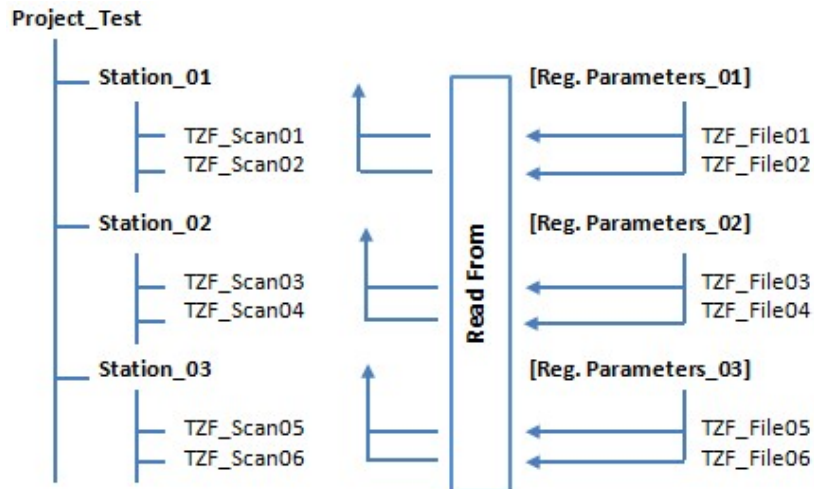 Project_Test
Station_01 [Reg. Parameters_01]
TZF_Scan01 TZF_File01
TZF_Scan02 TZF_File02
Station_02 [Reg. Parameters_02]
TZF_Scan03 TZF_File03
TZF_Scan04 TZF_File04
Read From
Station_03 [Reg. Parameters_03]
TZF_Scan05 TZF_File05
TZF_Scan06 TZF_File06